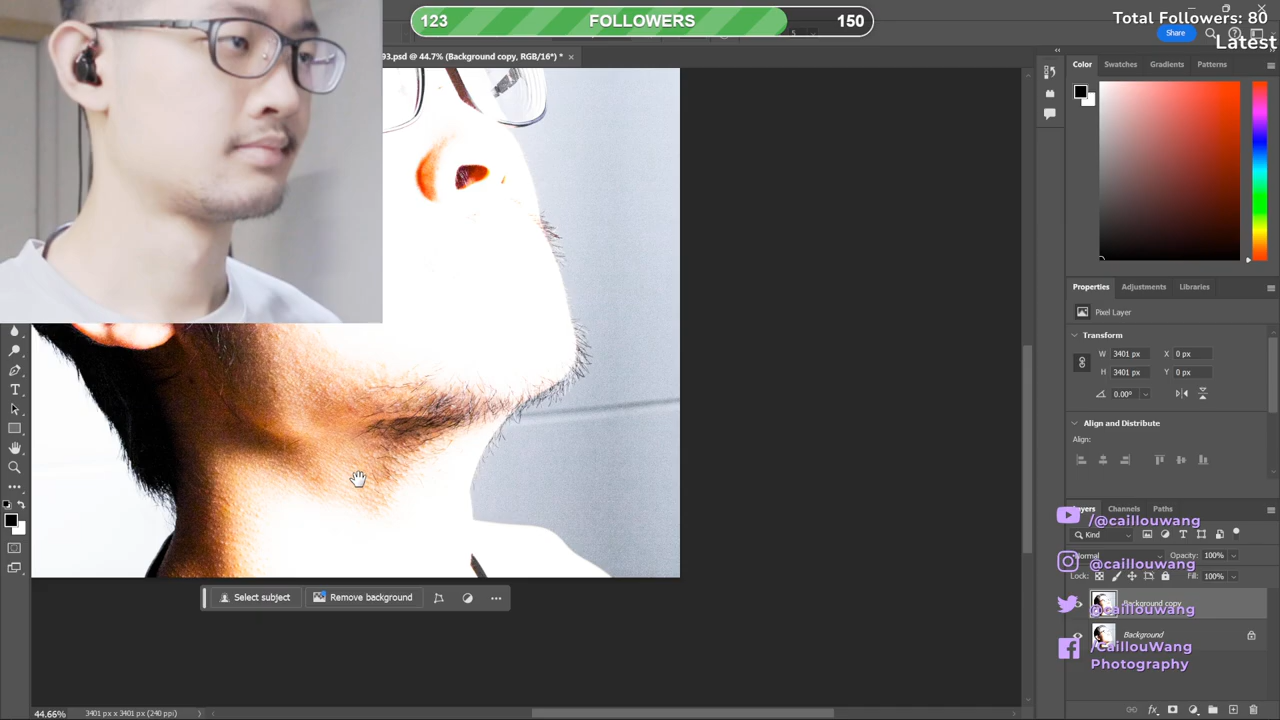 123 FOLLOWERS 150
Total Followers: 80
Latest
Share
93.psd @ 44.7% (Background copy, RGB/16*) *
Color Swatches Gradients Patterns
Properties Adjustments Libraries
Pixel Layer
Transform
W 3401 px X 0 px
H 3401 px Y 0 px
0.00°
Align and Distribute
Align:
Layers Channels Paths
/@caillouwang
Kind
Normal Opacity: 100%
@caillouwang
Lock: Fill: 100%
Background copy
@caillouwang
Background
/CaillouWang
Photography
Select subject Remove background
44.66% 3401 px x 3401 px (240 ppi)